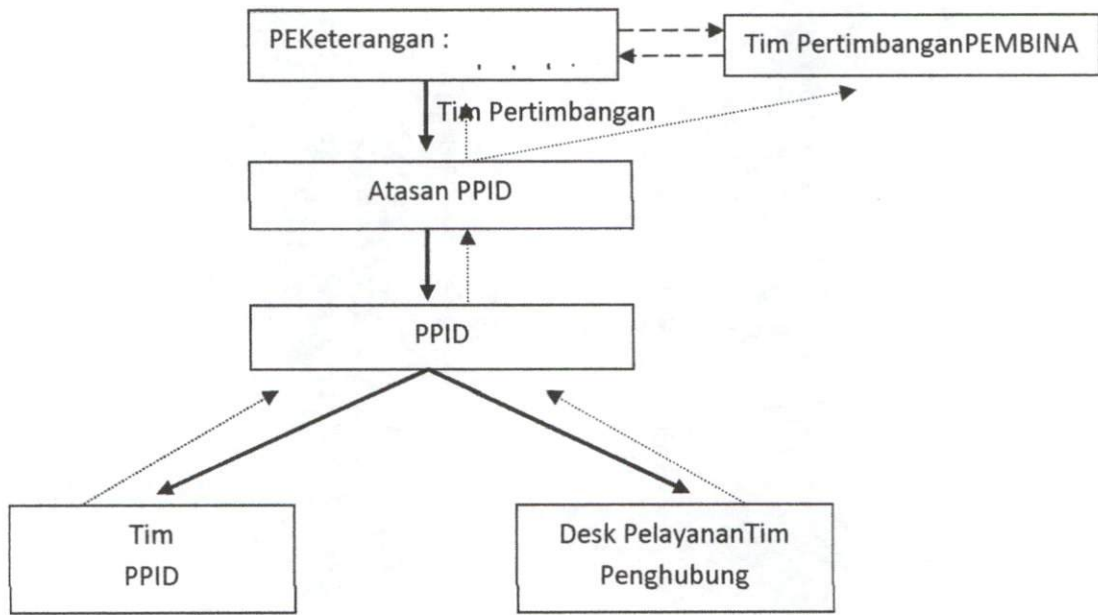 PEKeterangan :
Tim PertimbanganPEMBINA
Tim Pertimbangan
Atasan PPID
PPID
Tim
PPID
Desk PelayananTim
Penghubung